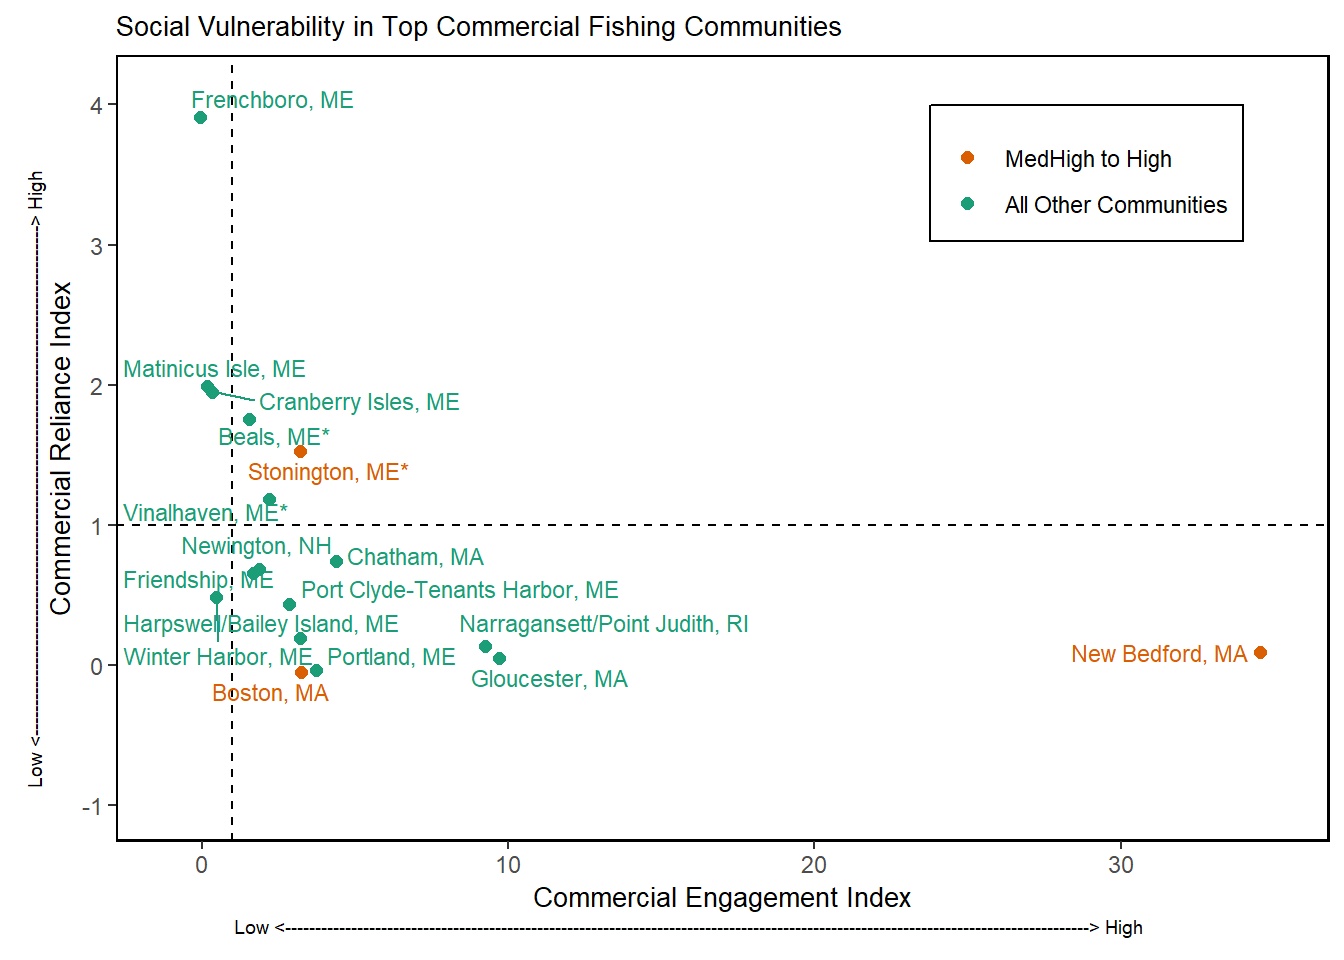 Social Vulnerability in Top Commercial Fishing Communities
Frenchboro, ME
MedHigh to High
All Other Communities
Matinicus Isle, ME
Cranberry Isles, ME
Beals, ME*
Stonington, ME*
Vinalhaven, ME*
Newington, NH
Chatham, MA
Friendship, ME
Port Clyde-Tenants Harbor, ME
Harpswell/Bailey Island, ME
Narragansett/Point Judith, RI
Winter Harbor, ME
Portland, ME
New Bedford, MA
Gloucester, MA
Boston, MA
4
3
2
1
0
-1
Commercial Reliance Index
Low <-----------------------------------------------------------------------------------> High
0
10
20
30
Commercial Engagement Index
Low <--------------------------------------------------------------------------------------------------------------------------------------> High